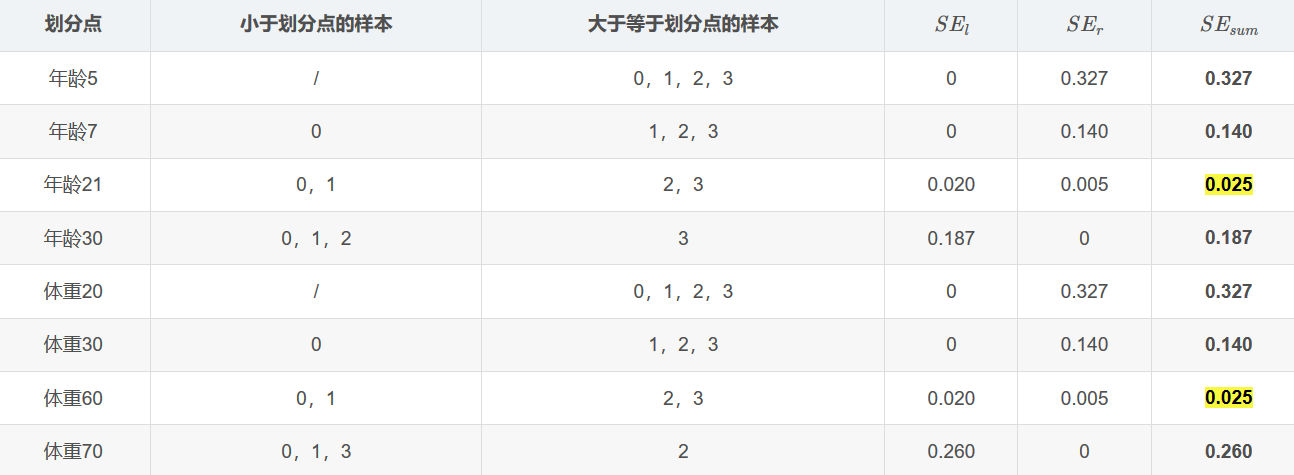 划分点 小于划分点的样本 大于等于划分点的样本 SE_l SE_r SE_sum
年龄5 / 0，1，2，3 0 0.327 0.327
年龄7 0 1，2，3 0 0.140 0.140
年龄21 0，1 2，3 0.020 0.005 0.025
年龄30 0，1，2 3 0.187 0 0.187
体重20 / 0，1，2，3 0 0.327 0.327
体重30 0 1，2，3 0 0.140 0.140
体重60 0，1 2，3 0.020 0.005 0.025
体重70 0，1，3 2 0.260 0 0.260